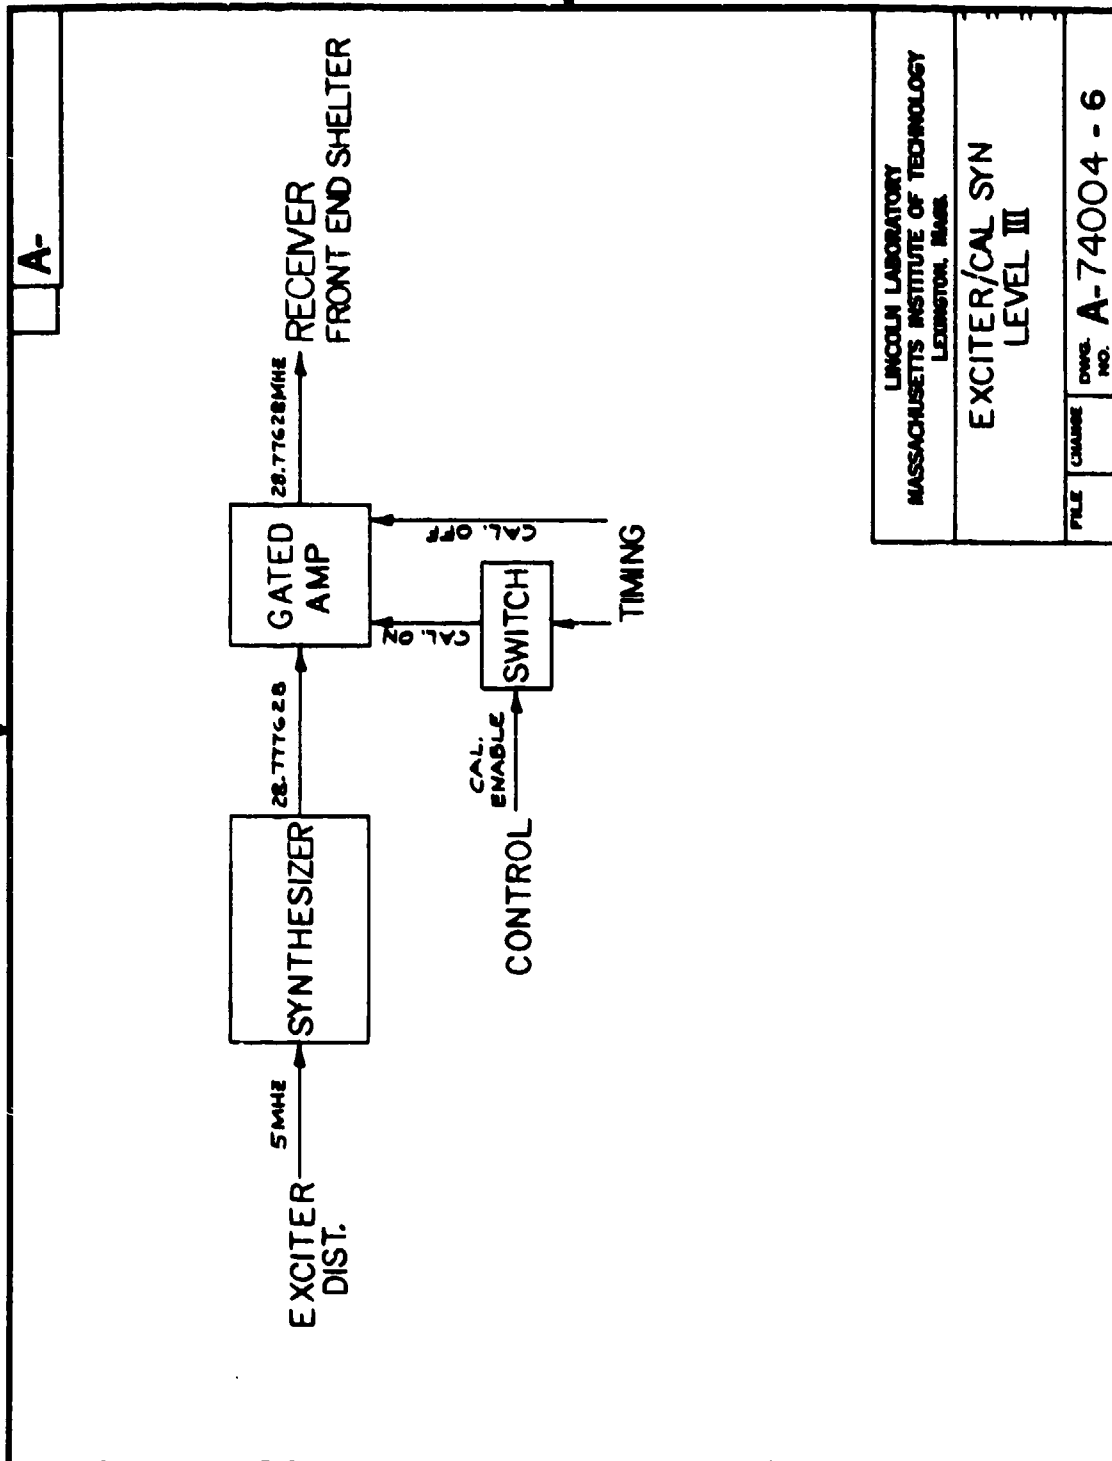 A-
EXCITER
DIST.
5MHZ
SYNTHESIZER
28.777628
GATED
AMP
28.77628MHZ
RECEIVER
FRONT END SHELTER
CAL. ON
CAL. OFF
CONTROL
CAL.
ENABLE
SWITCH
TIMING
LINCOLN LABORATORY
MASSACHUSETTS INSTITUTE OF TECHNOLOGY
LEXINGTON, MASS.
EXCITER/CAL SYN
LEVEL III
FILE
CHANGE
DWG.
NO.
A-74004-6